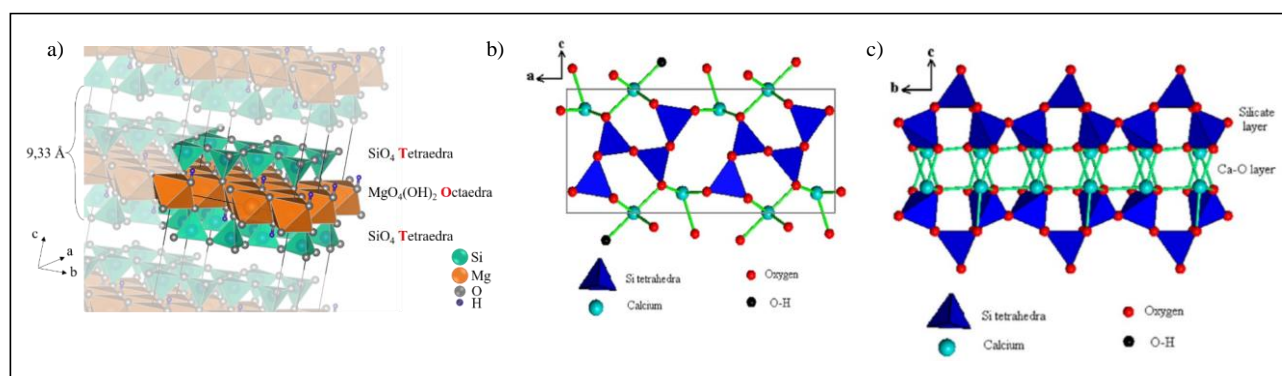 a)
9,33 Å
SiO4 Tetraedra
MgO4(OH)2 Octaedra
SiO4 Tetraedra
c
a
b
Si
Mg
O
H
b)
c
a
Si tetrahedra
Calcium
Oxygen
O-H
c)
c
b
Silicate
layer
Ca-O layer
Si tetrahedra
Calcium
Oxygen
O-H